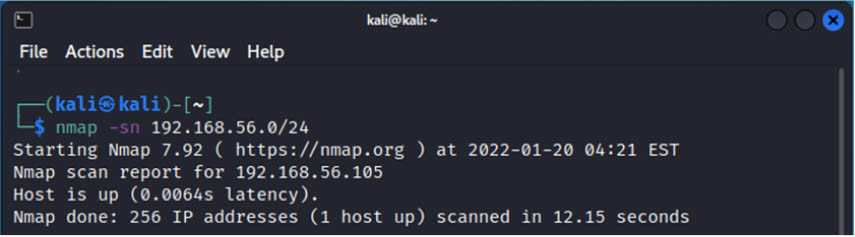 kali@kali: ~
File Actions Edit View Help
┌──(kali㉿kali)-[~]
└─$ nmap -sn 192.168.56.0/24
Starting Nmap 7.92 ( https://nmap.org ) at 2022-01-20 04:21 EST
Nmap scan report for 192.168.56.105
Host is up (0.0064s latency).
Nmap done: 256 IP addresses (1 host up) scanned in 12.15 seconds